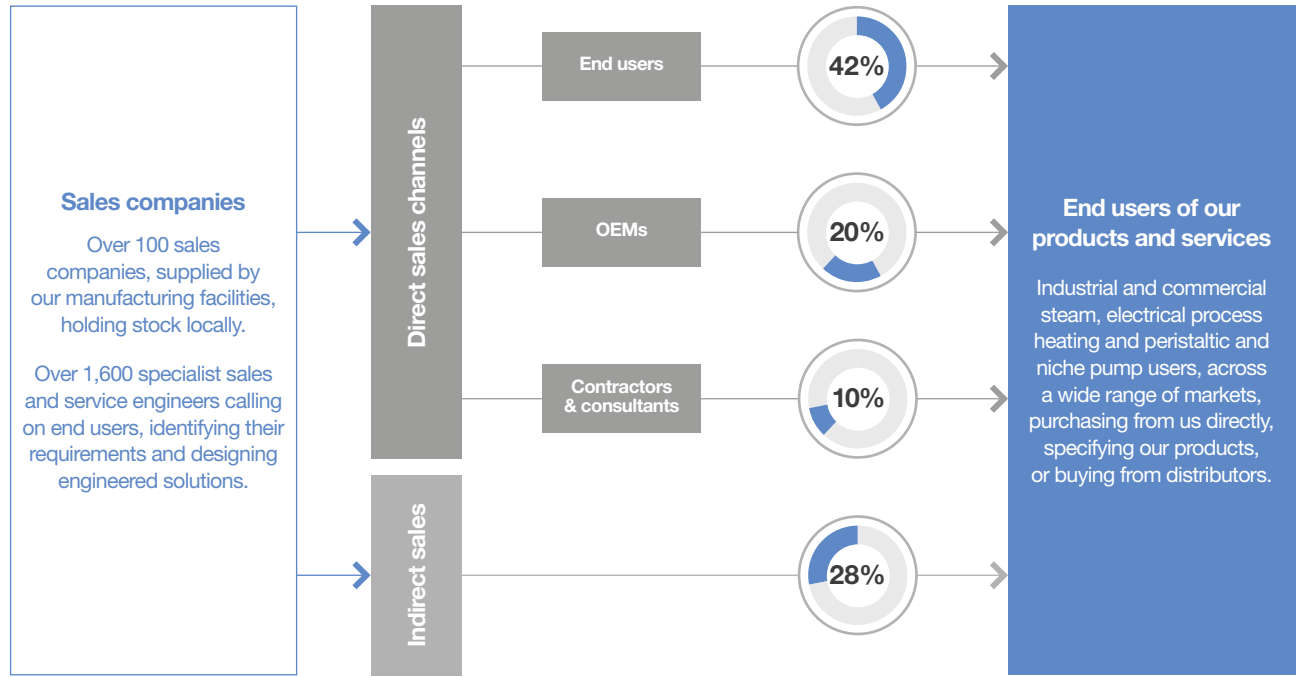 Sales companies
Over 100 sales
companies, supplied by
our manufacturing facilities,
holding stock locally.
Over 1,600 specialist sales
and service engineers calling
on end users, identifying their
requirements and designing
engineered solutions.
Direct sales channels
End users
42%
OEMs
20%
Contractors
& consultants
10%
Indirect sales
28%
End users of our
products and services
Industrial and commercial
steam, electrical process
heating and peristaltic and
niche pump users, across
a wide range of markets,
purchasing from us directly,
specifying our products,
or buying from distributors.